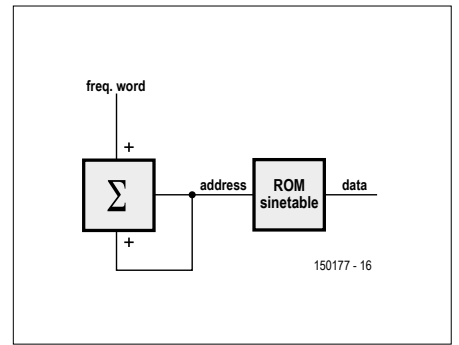 freq. word
+
Σ
+
address
ROM
sinetable
data
150177 - 16